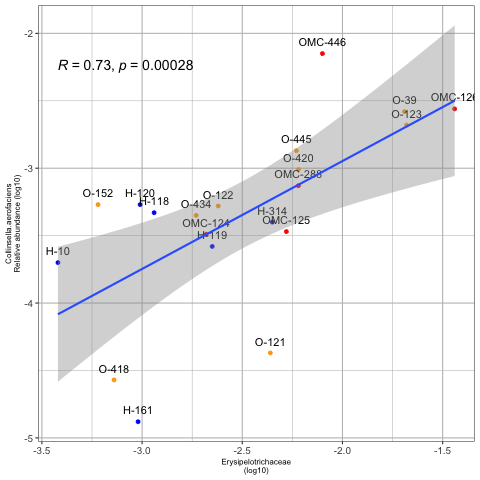 -2
-3
-4
-5
Collinsella.aerofaciens
Relative abundance (log10)
R = 0.73, p = 0.00028
OMC-446
O-39
OMC-126
O-123
O-445
O-420
OMC-286
O-152
H-120
H-118
O-434
O-122
H-314
OMC-124
OMC-125
H-119
H-10
O-121
O-418
H-161
-3.5
-3.0
-2.5
-2.0
-1.5
Erysipelotrichaceae
(log10)